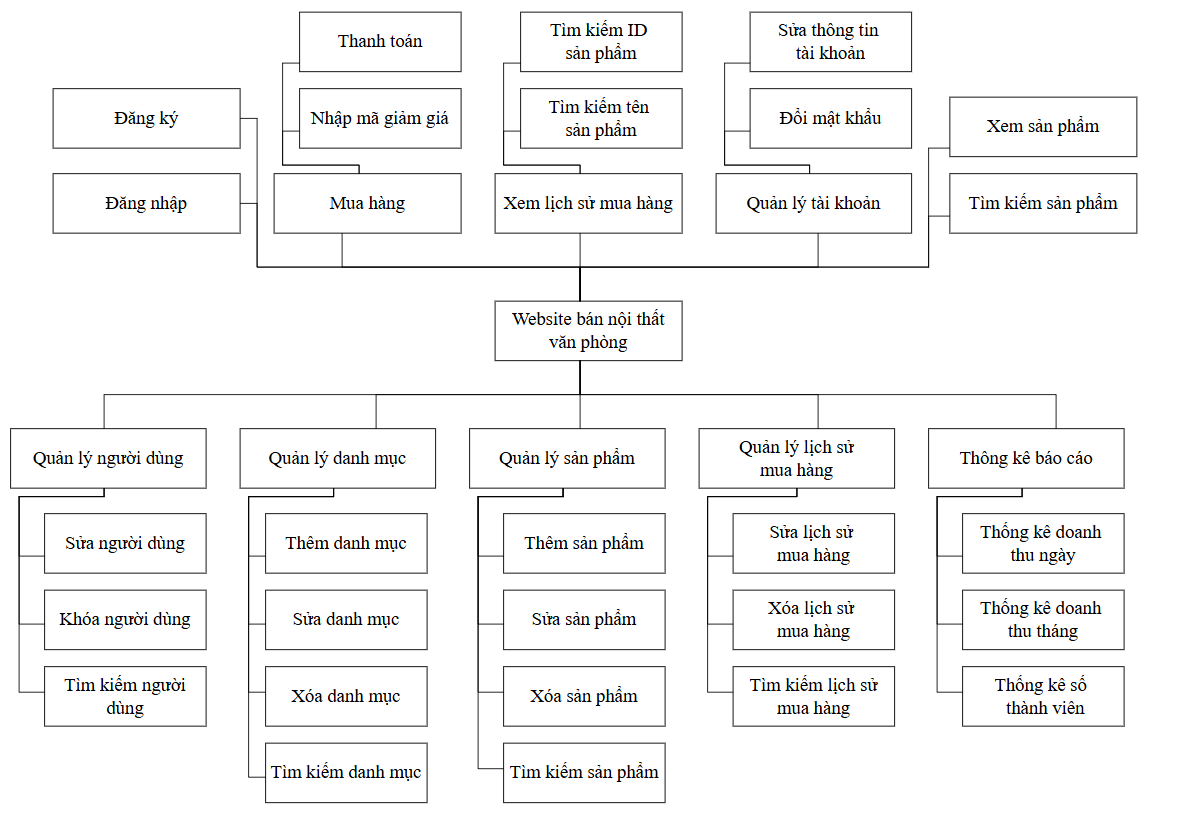 Thanh toán
Tìm kiếm ID
sản phẩm
Sửa thông tin
tài khoản
Đăng ký
Nhập mã giảm giá
Tìm kiếm tên
sản phẩm
Đổi mật khẩu
Xem sản phẩm
Đăng nhập
Mua hàng
Xem lịch sử mua hàng
Quản lý tài khoản
Tìm kiếm sản phẩm
Website bán nội thất
văn phòng
Quản lý người dùng
Quản lý danh mục
Quản lý sản phẩm
Quản lý lịch sử
mua hàng
Thông kê báo cáo
Sửa người dùng
Thêm danh mục
Thêm sản phẩm
Sửa lịch sử
mua hàng
Thống kê doanh
thu ngày
Khóa người dùng
Sửa danh mục
Sửa sản phẩm
Xóa lịch sử
mua hàng
Thống kê doanh
thu tháng
Tìm kiếm người
dùng
Xóa danh mục
Xóa sản phẩm
Tìm kiếm lịch sử
mua hàng
Thống kê số
thành viên
Tìm kiếm danh mục
Tìm kiếm sản phẩm